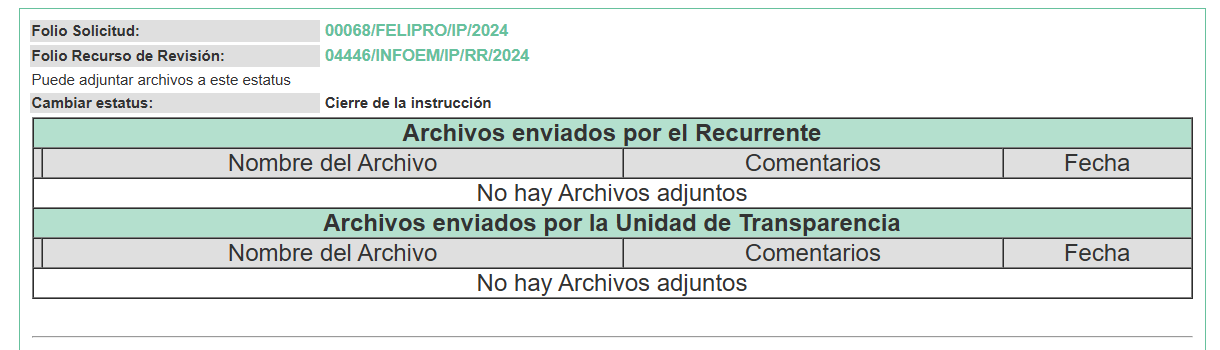 Folio Solicitud: 00068/FELIPRO/IP/2024
Folio Recurso de Revisión: 04446/INFOEM/IP/RR/2024
Puede adjuntar archivos a este estatus
Cambiar estatus: Cierre de la instrucción
Archivos enviados por el Recurrente
Nombre del Archivo Comentarios Fecha
No hay Archivos adjuntos
Archivos enviados por la Unidad de Transparencia
Nombre del Archivo Comentarios Fecha
No hay Archivos adjuntos